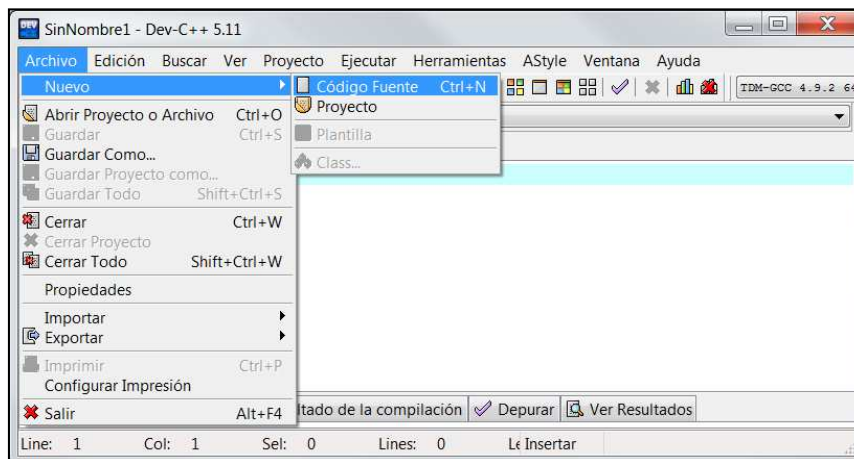 SinNombre1 - Dev-C++ 5.11
Archivo Edición Buscar Ver Proyecto Ejecutar Herramientas AStyle Ventana Ayuda
Nuevo
Código Fuente Ctrl+N
TDM-GCC 4.9.2 64
Proyecto
Abrir Proyecto o Archivo Ctrl+O
Guardar Ctrl+S
Plantilla
Guardar Como...
Class...
Guardar Proyecto como...
Guardar Todo Shift+Ctrl+S
Cerrar Ctrl+W
Cerrar Proyecto
Cerrar Todo Shift+Ctrl+W
Propiedades
Importar
Exportar
Imprimir Ctrl+P
Configurar Impresión
Salir Alt+F4
ltado de la compilación Depurar Ver Resultados
Line: 1 Col: 1 Sel: 0 Lines: 0 Le Insertar